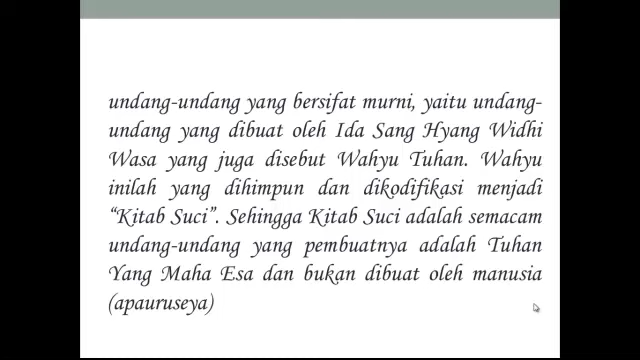 undang-undang yang bersifat murni, yaitu undang-
undang yang dibuat oleh Ida Sang Hyang Widhi
Wasa yang juga disebut Wahyu Tuhan. Wahyu
inilah yang dihimpun dan dikodifikasi menjadi
“Kitab Suci”. Sehingga Kitab Suci adalah semacam
undang-undang yang pembuatnya adalah Tuhan
Yang Maha Esa dan bukan dibuat oleh manusia
(apauruseya)